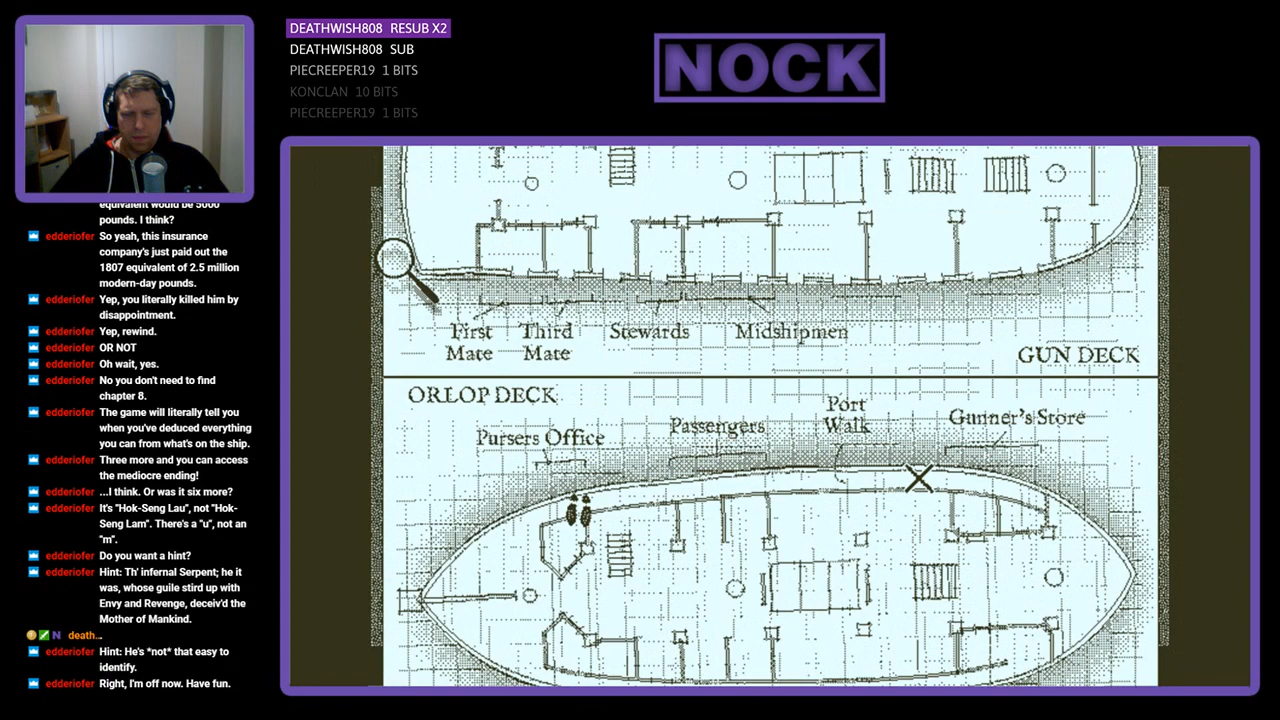 DEATHWISH808 RESUB X2
DEATHWISH808 SUB
PIECREEPER19 1 BITS
KONCLAN 10 BITS
PIECREEPER19 1 BITS
NOCK
equivalent would be 5000
pounds. I think?
edderiofer So yeah, this insurance
company's just paid out the
1807 equivalent of 2.5 million
modern-day pounds.
edderiofer Yep, you literally killed him by
disappointment.
edderiofer Yep, rewind.
edderiofer OR NOT
edderiofer Oh wait, yes.
edderiofer No you don't need to find
chapter 8.
edderiofer The game will literally tell you
when you've deduced everything
you can from what's on the ship.
edderiofer Three more and you can access
the mediocre ending!
edderiofer ...I think. Or was it six more?
edderiofer It's "Hok-Seng Lau", not "Hok-
Seng Lam". There's a "u", not an
"m".
edderiofer Do you want a hint?
edderiofer Hint: Th' infernal Serpent; he it
was, whose guile stird up with
Envy and Revenge, deceiv'd the
Mother of Mankind.
N death…
edderiofer Hint: He's *not* that easy to
identify.
edderiofer Right, I'm off now. Have fun.
First
Mate
Third
Mate
Stewards
Midshipmen
GUN DECK
ORLOP DECK
Pursers Office
Passengers
Port
Walk
Gunner's Store